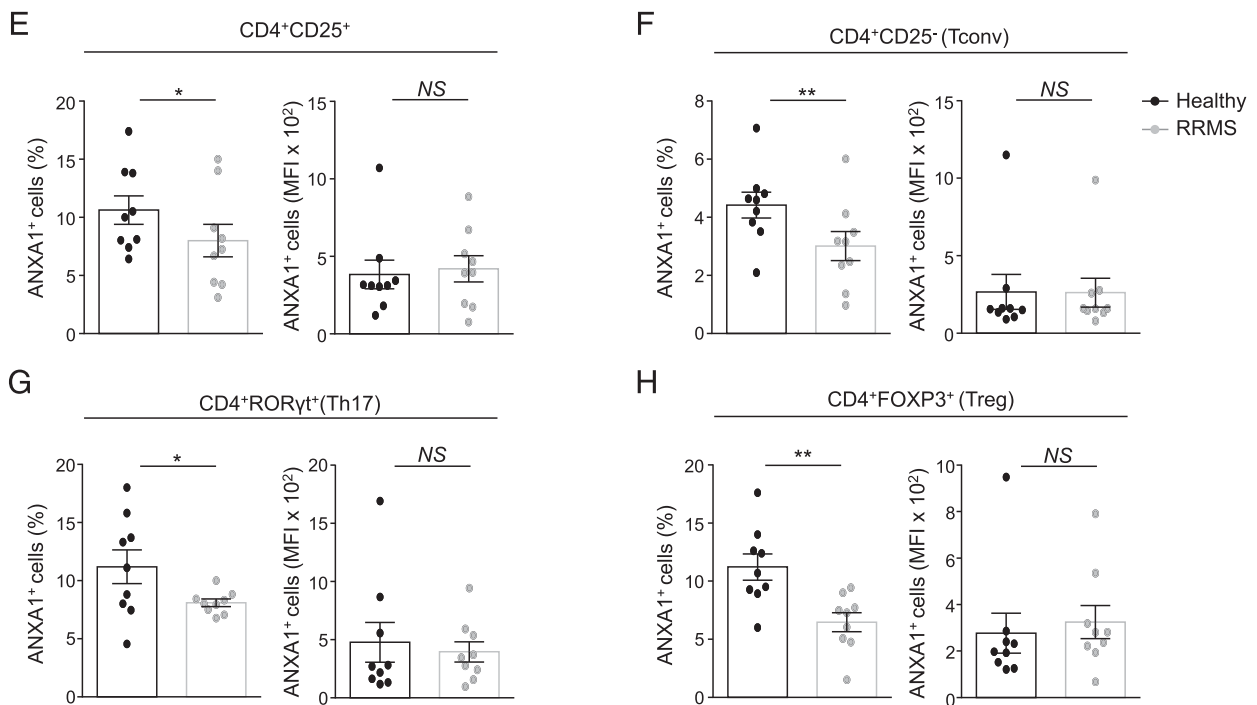 E
CD4⁺CD25⁺
ANXA1⁺ cells (%)
20
15
10
5
0
*
ANXA1⁺ cells (MFI x 10²)
15
10
5
0
NS
F
CD4⁺CD25⁻ (Tconv)
ANXA1⁺ cells (%)
8
6
4
2
0
**
ANXA1⁺ cells (MFI x 10²)
15
10
5
0
NS
Healthy
RRMS
G
CD4⁺RORγt⁺(Th17)
ANXA1⁺ cells (%)
20
15
10
5
0
*
ANXA1⁺ cells (MFI x 10²)
20
15
10
5
0
NS
H
CD4⁺FOXP3⁺ (Treg)
ANXA1⁺ cells (%)
20
15
10
5
0
**
ANXA1⁺ cells (MFI x 10²)
10
8
6
4
2
0
NS